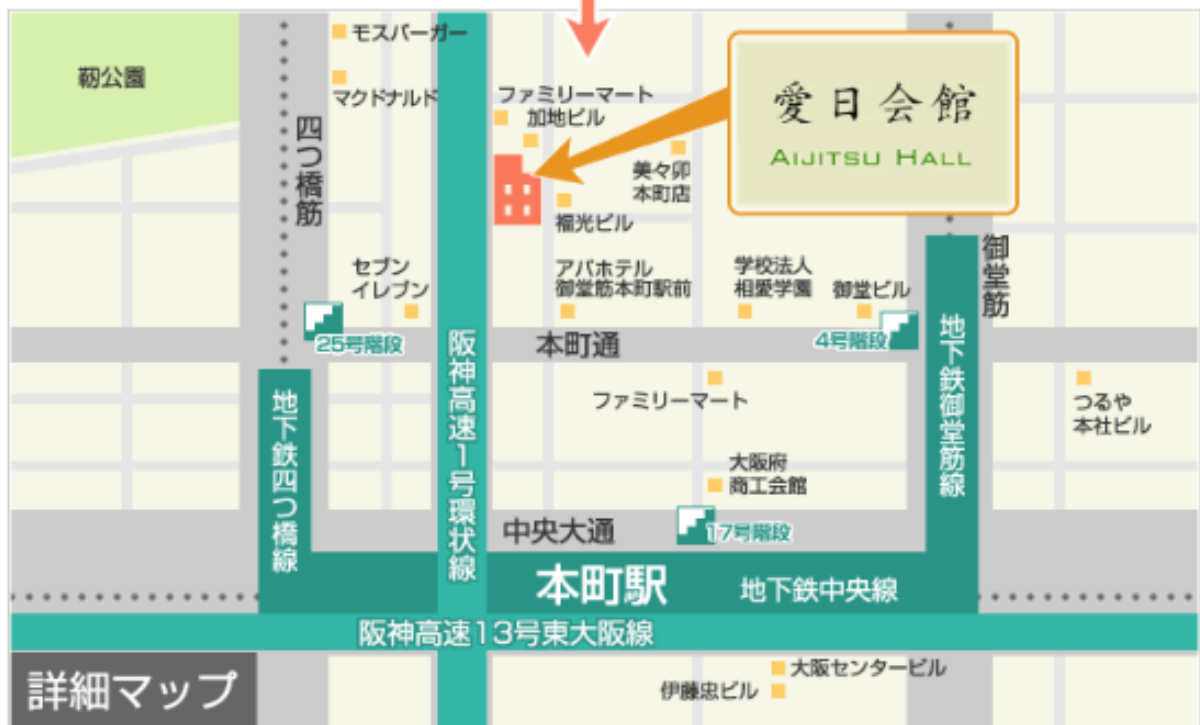 モスバーガー
靭公園
マクドナルド
ファミリーマート
加地ビル
愛日会館
AIJITSU HALL
四つ橋筋
美々卯
本町店
福光ビル
御堂筋
セブン
イレブン
アパホテル
御堂筋本町駅前
学校法人
相愛学園
御堂ビル
25号階段
本町通
4号階段
阪神高速1号環状線
地下鉄御堂筋線
地下鉄四つ橋線
ファミリーマート
つるや
本社ビル
大阪府
商工会館
中央大通
17号階段
本町駅
地下鉄中央線
阪神高速13号東大阪線
詳細マップ
大阪センタービル
伊藤忠ビル